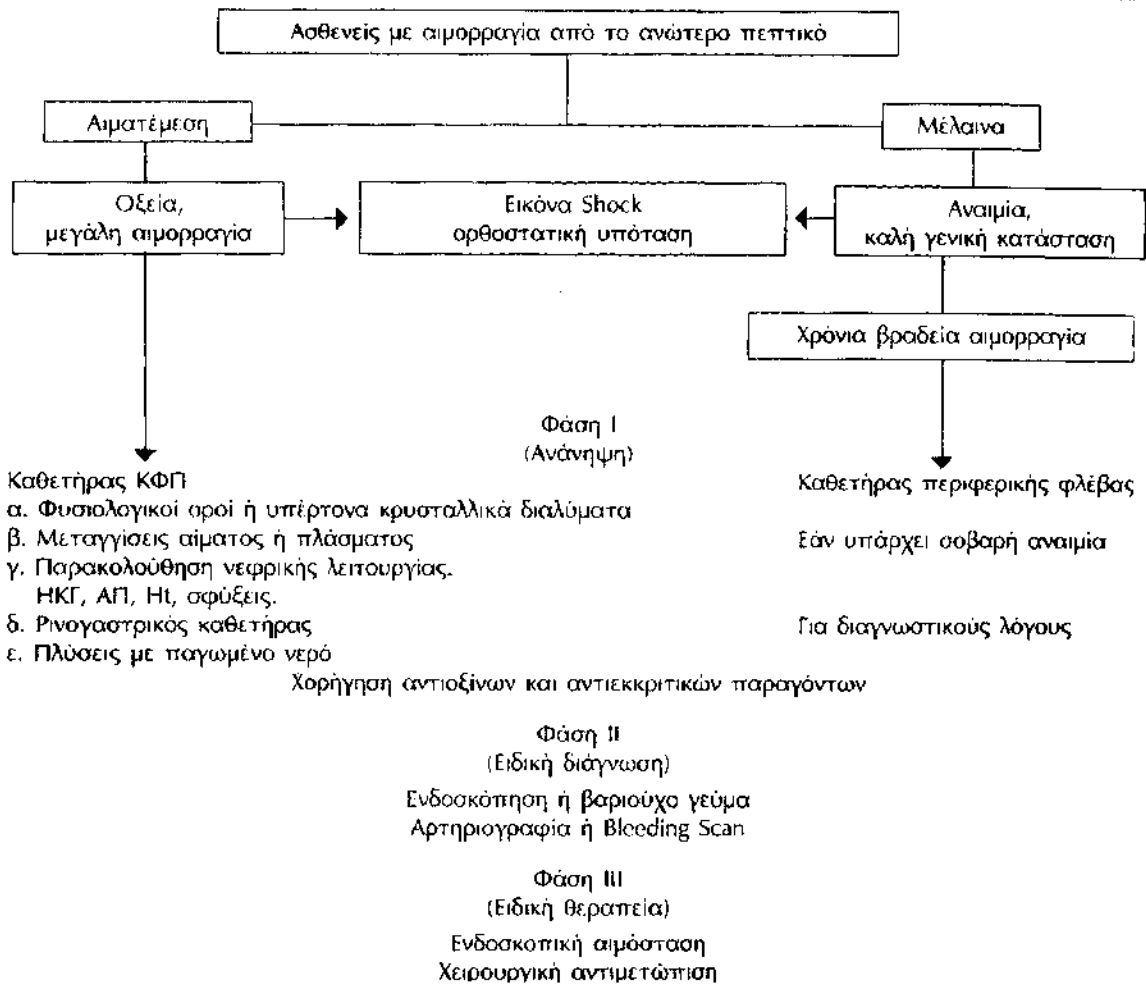 Ασθενείς με αιμορραγία από το ανώτερο πεπτικό
Αιματέμεση
Μέλαινα
Οξεία,
μεγάλη αιμορραγία
Εικόνα Shock
ορθοστατική υπόταση
Αναιμία,
καλή γενική κατάσταση
Χρόνια βραδεία αιμορραγία
Φάση I
(Ανάνηψη)
Καθετήρας ΚΦΠ
Καθετήρας περιφερικής φλέβας
α. Φυσιολογικοί οροί ή υπέρτονα κρυσταλλικά διαλύματα
β. Μεταγγίσεις αίματος ή πλάσματος
Εάν υπάρχει σοβαρή αναιμία
γ. Παρακολούθηση νεφρικής λειτουργίας.
ΗΚΓ, ΑΠ, Ht, σφύξεις.
δ. Ρινογαστρικός καθετήρας
Για διαγνωστικούς λόγους
ε. Πλύσεις με παγωμένο νερό
Χορήγηση αντιοξίνων και αντιεκκριτικών παραγόντων
Φάση II
(Ειδική διάγνωση)
Ενδοσκόπηση ή βαριούχο γεύμα
Αρτηριογραφία ή Bleeding Scan
Φάση III
(Ειδική θεραπεία)
Ενδοσκοπική αιμόσταση
Χειρουργική αντιμετώπιση